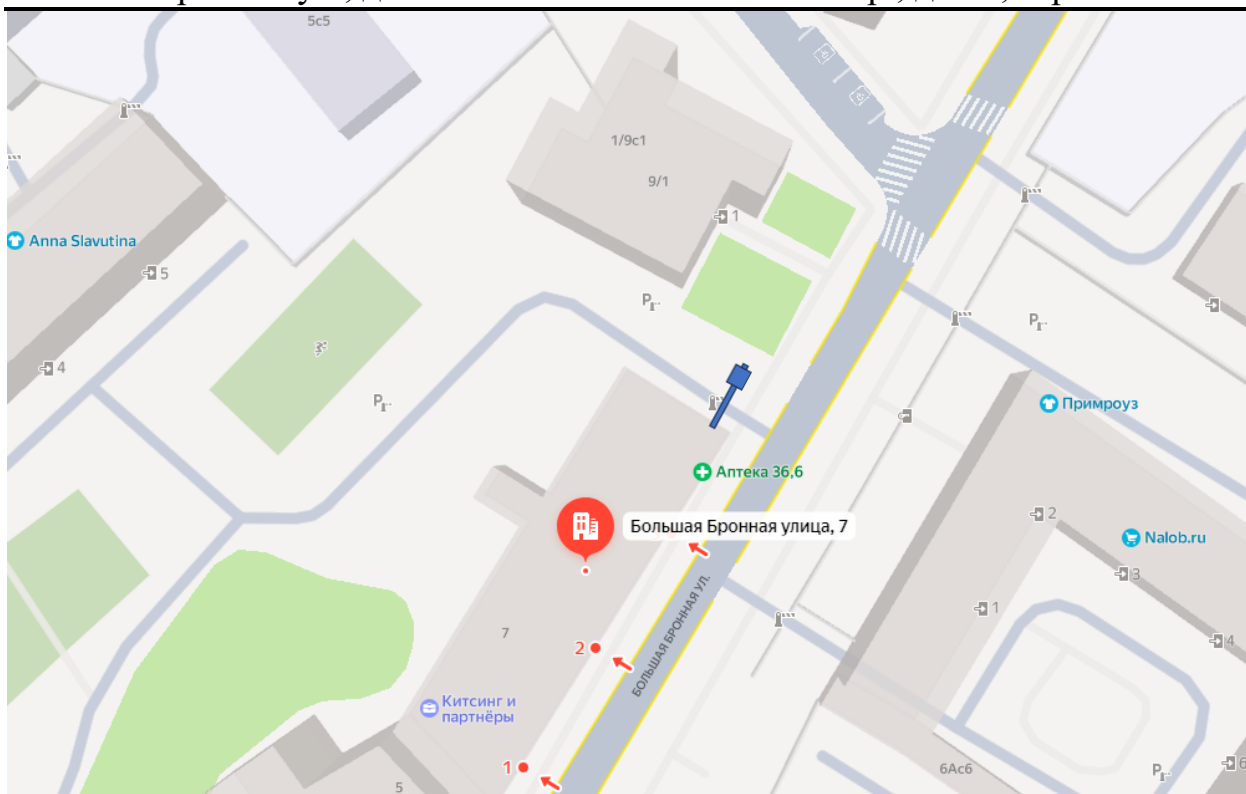 5с5
1/9с1
9/1
1
Anna Slavutina
5
4
P
P
P
Примроуз
Аптека 36,6
Большая Бронная улица, 7
2
Nalob.ru
3
1
БОЛЬШАЯ БРОННАЯ УЛ.
7
2
4
Китсинг и
партнёры
1
5
6Ас6
P
6